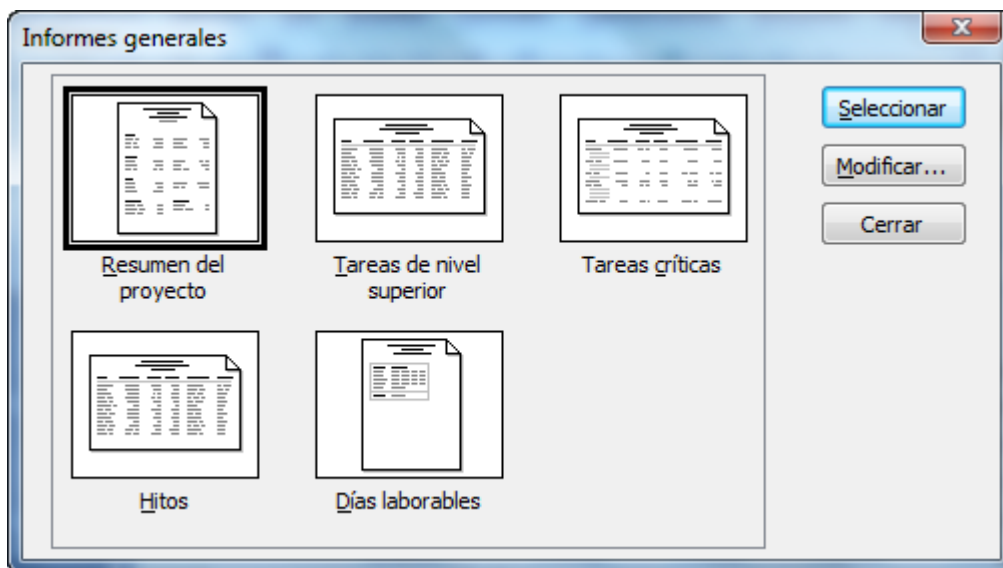 Informes generales
Resumen del
proyecto
Tareas de nivel
superior
Tareas críticas
Hitos
Días laborables
Seleccionar
Modificar...
Cerrar